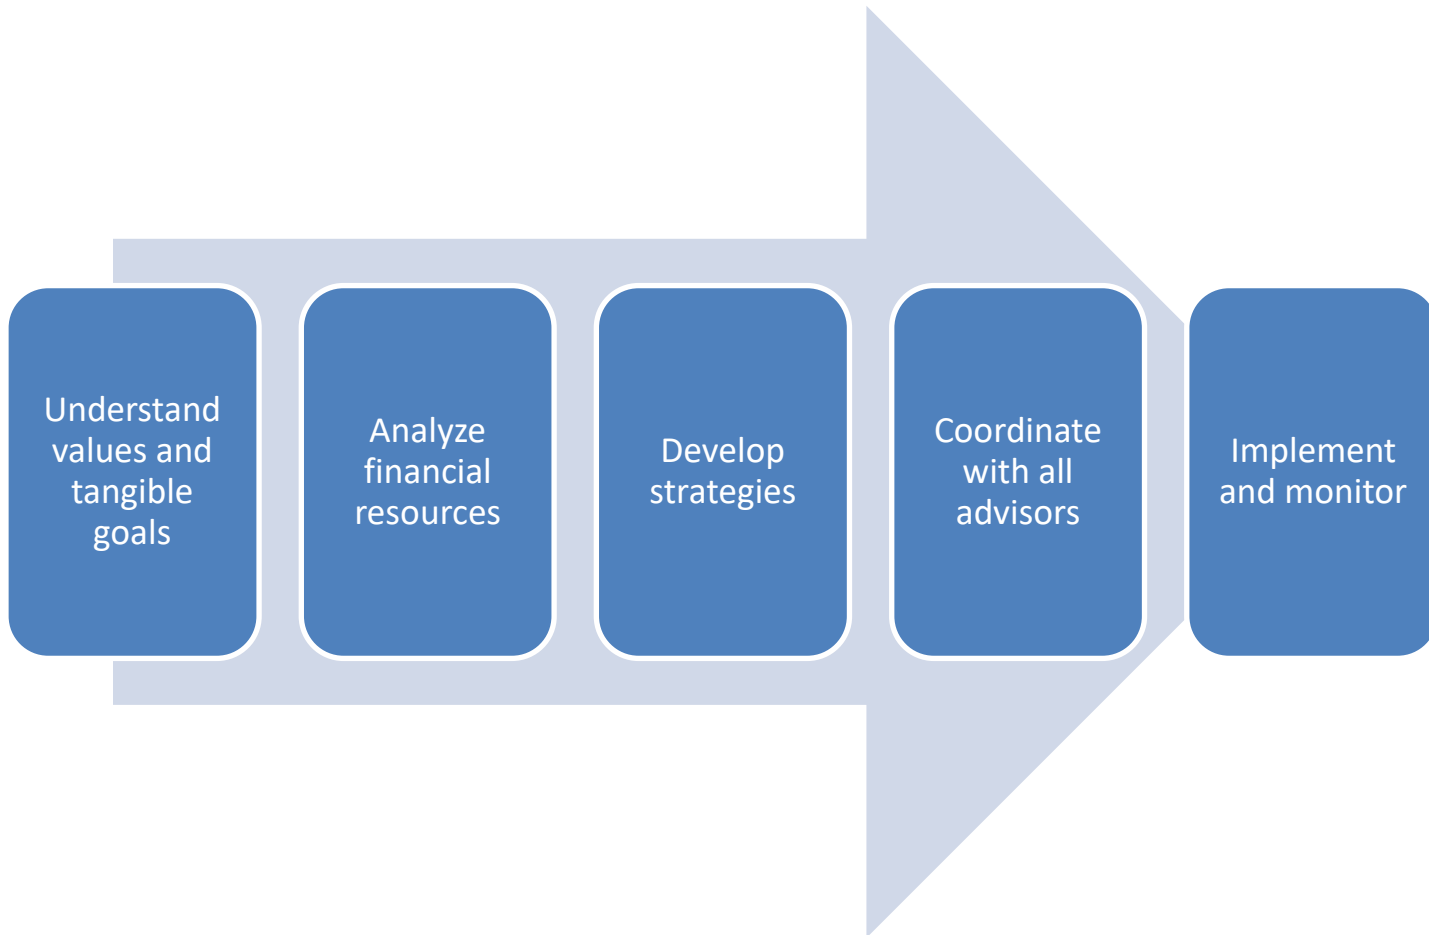 Understand
values and
tangible
goals
Analyze
financial
resources
Develop
strategies
Coordinate
with all
advisors
Implement
and monitor